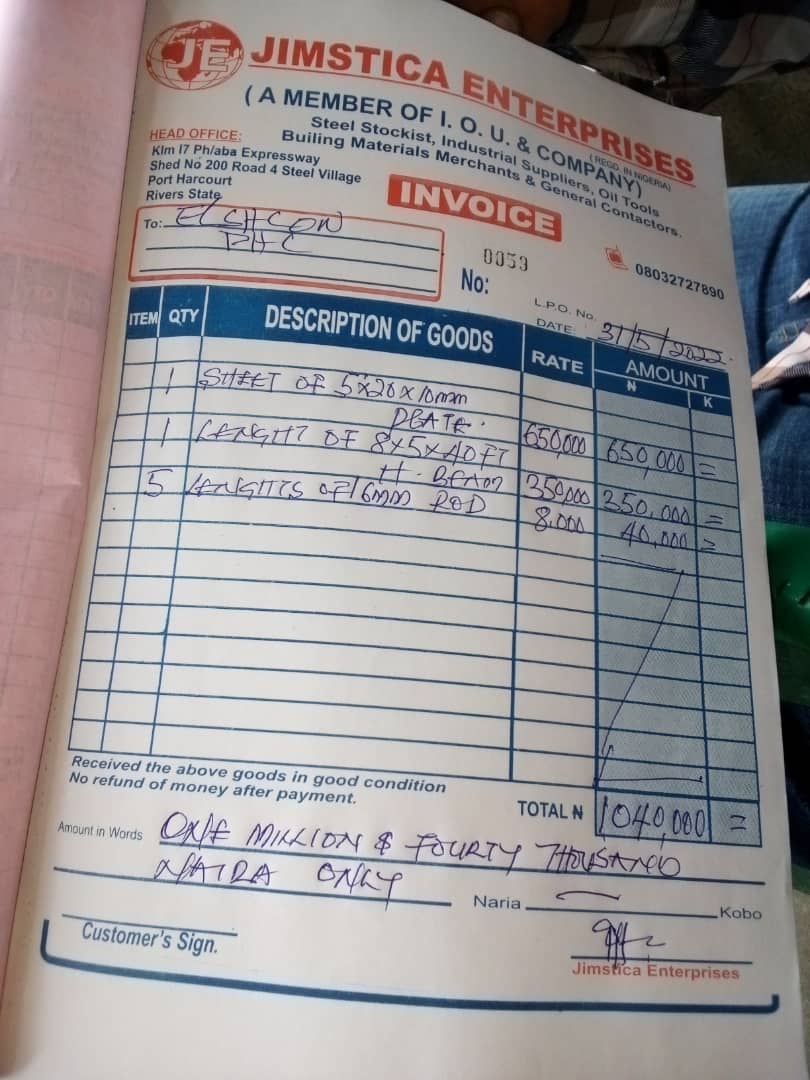 JE JIMSTICA ENTERPRISES
(REGD. IN NIGERIA)
(A MEMBER OF I. O. U. & COMPANY)
Steel Stockist, Industrial Suppliers, Oil Tools
Builing Materials Merchants & General Contactors.
HEAD OFFICE:
Klm 17 Ph/aba Expressway
Shed No 200 Road 4 Steel Village
Port Harcourt
Rivers State
INVOICE
08032727890
To: ELCHCON
PHC
0059
No:
L.P.O. No.
DATE: 31/5/2022.
ITEM QTY DESCRIPTION OF GOODS RATE AMOUNT
N K
1 SHEET OF 5x20x10mm
PLATE. 650,000 650,000 =
1 LENGHT OF 8x5x40FT
H. BEAM 350,000 350,000 =
5 LENGHTS OF 16mm ROD 8,000 40,000 =
Received the above goods in good condition
No refund of money after payment.
TOTAL N 1040,000 =
Amount in Words ONE MILLION & FOURTY THOUSAND
NAIRA ONLY
Naria Kobo
Customer's Sign.
Jimstica Enterprises